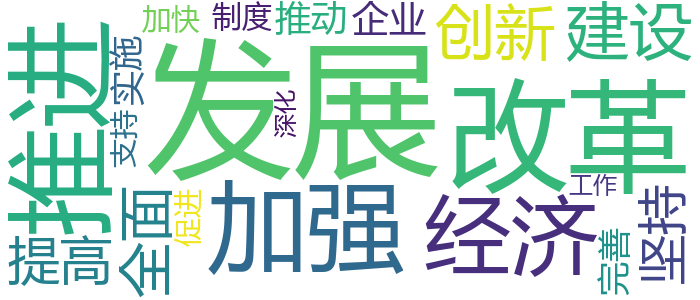 加快
制度
推动
企业
创新
建设
推进
实施
支持
发展
深化
改革
提高
全面
促进
加强
经济
工作
完善
坚持